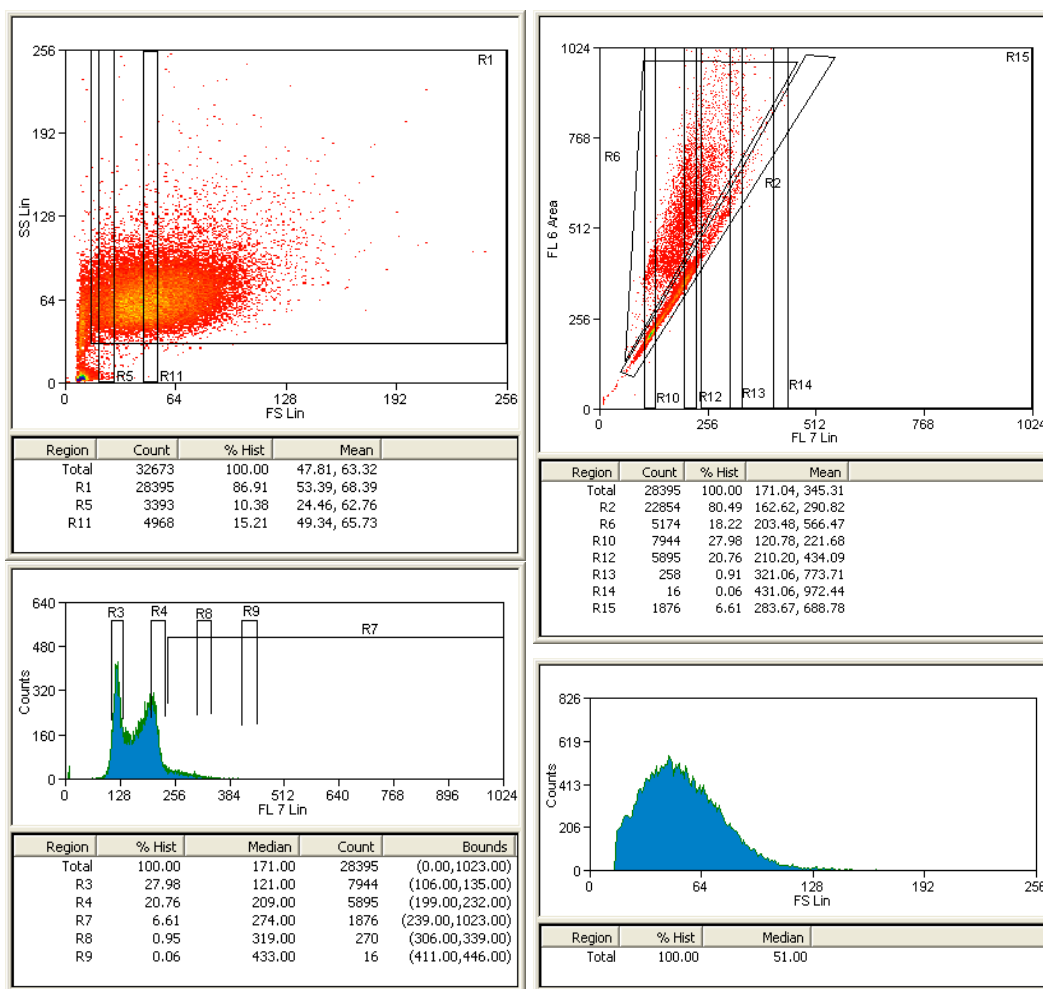 256
R1
192
SS Lin
128
64
0
R5
R11
0 64 128 192 256
FS Lin
Region Count % Hist Mean
Total 32673 100.00 47.81, 63.32
R1 28395 86.91 53.39, 68.39
R5 3393 10.38 24.46, 62.76
R11 4968 15.21 49.34, 65.73
1024
R15
768
R6
R2
FL 6 Area
512
256
R14
R13
R10 R12
0
0 256 512 768 1024
FL 7 Lin
Region Count % Hist Mean
Total 28395 100.00 171.04, 345.31
R2 22854 80.49 162.62, 290.82
R6 5174 18.22 203.48, 566.47
R10 7944 27.98 120.78, 221.68
R12 5895 20.76 210.20, 434.09
R13 258 0.91 321.06, 773.71
R14 16 0.06 431.06, 972.44
R15 1876 6.61 283.67, 688.78
640
R3 R4 R8 R9
R7
480
Counts
320
160
0
0 128 256 384 512 640 768 896 1024
FL 7 Lin
Region % Hist Median Count Bounds
Total 100.00 171.00 28395 (0.00,1023.00)
R3 27.98 121.00 7944 (106.00,135.00)
R4 20.76 209.00 5895 (199.00,232.00)
R7 6.61 274.00 1876 (239.00,1023.00)
R8 0.95 319.00 270 (306.00,339.00)
R9 0.06 433.00 16 (411.00,446.00)
826
619
Counts
413
206
0
0 64 128 192 256
FS Lin
Region % Hist Median
Total 100.00 51.00